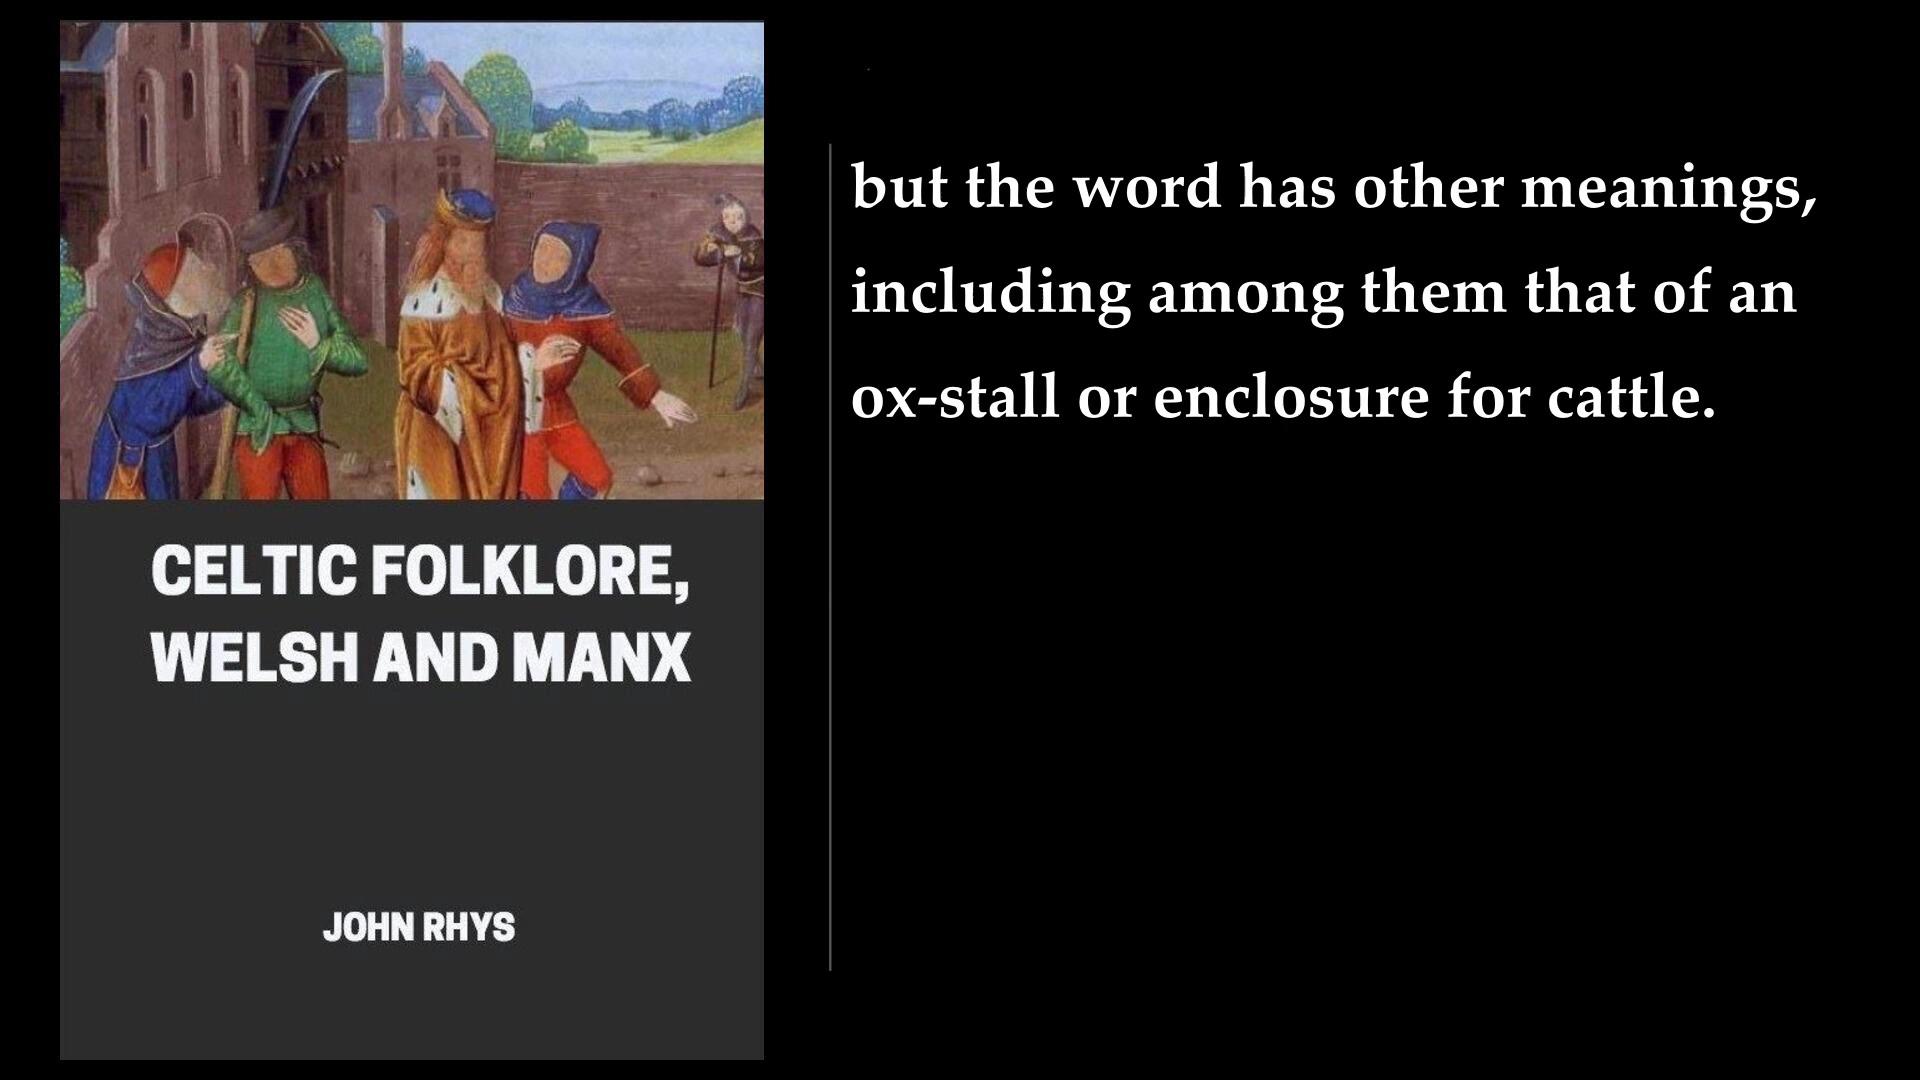 CELTIC FOLKLORE,
WELSH AND MANX
JOHN RHYS
but the word has other meanings,
including among them that of an
ox-stall or enclosure for cattle.